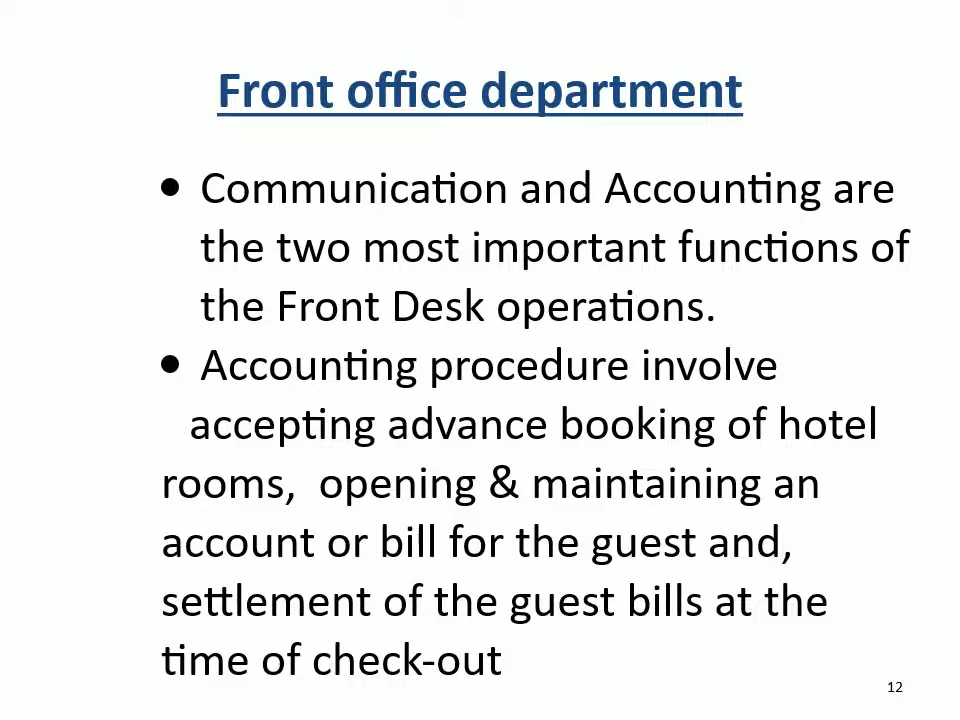 Front office department
• Communication and Accounting are
the two most important functions of
the Front Desk operations.
• Accounting procedure involve
accepting advance booking of hotel
rooms, opening & maintaining an
account or bill for the guest and,
settlement of the guest bills at the
time of check-out
12